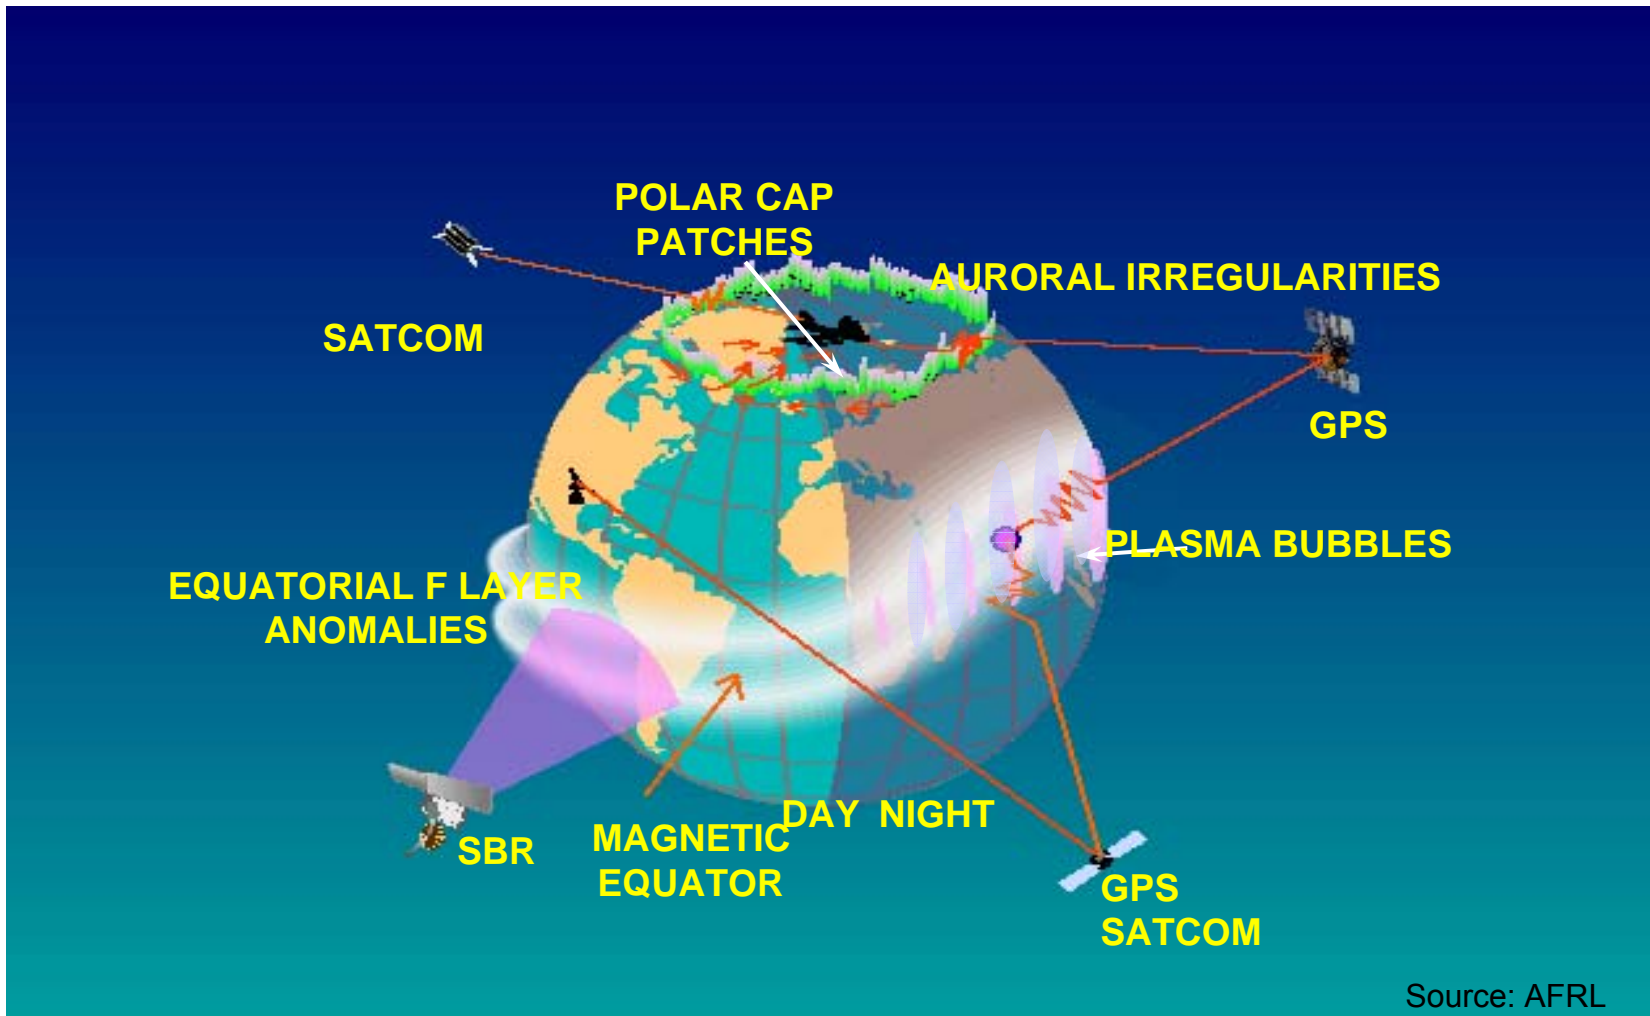 POLAR CAP
PATCHES
AURORAL IRREGULARITIES
SATCOM
GPS
PLASMA BUBBLES
EQUATORIAL F LAYER
ANOMALIES
DAY NIGHT
SBR
MAGNETIC
EQUATOR
GPS
SATCOM
Source: AFRL